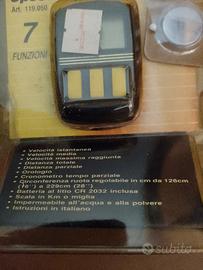 Art. 119.050
7
FUNZIONI
• Velocità istantanea
• Velocità media
• Velocità massima raggiunta
• Distanza totale
• Distanza parziale
• Orologio
• Cronometro tempo parziale
• Circonferenza ruota regolabile in cm da 126cm
(16'') a 229cm (28'')
• Batteria al litio CR 2032 inclusa
• Scala in Km o miglia
• Impermeabile all'acqua e alla polvere
• Istruzioni in italiano
subito